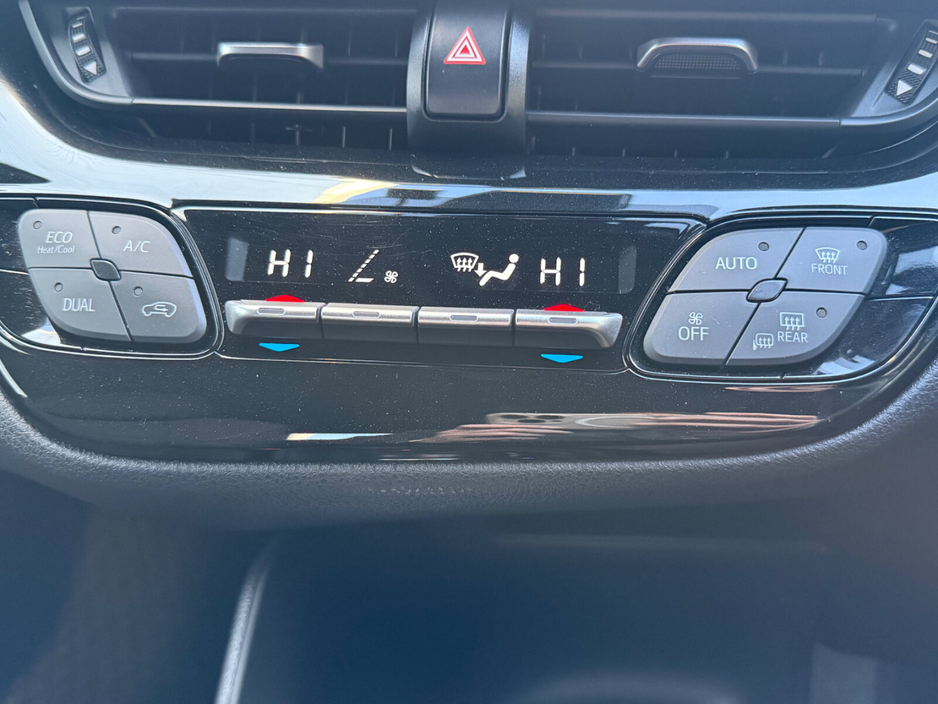 ECO
Heat/Cool
A/C
DUAL
HI
HI
AUTO
FRONT
OFF
REAR